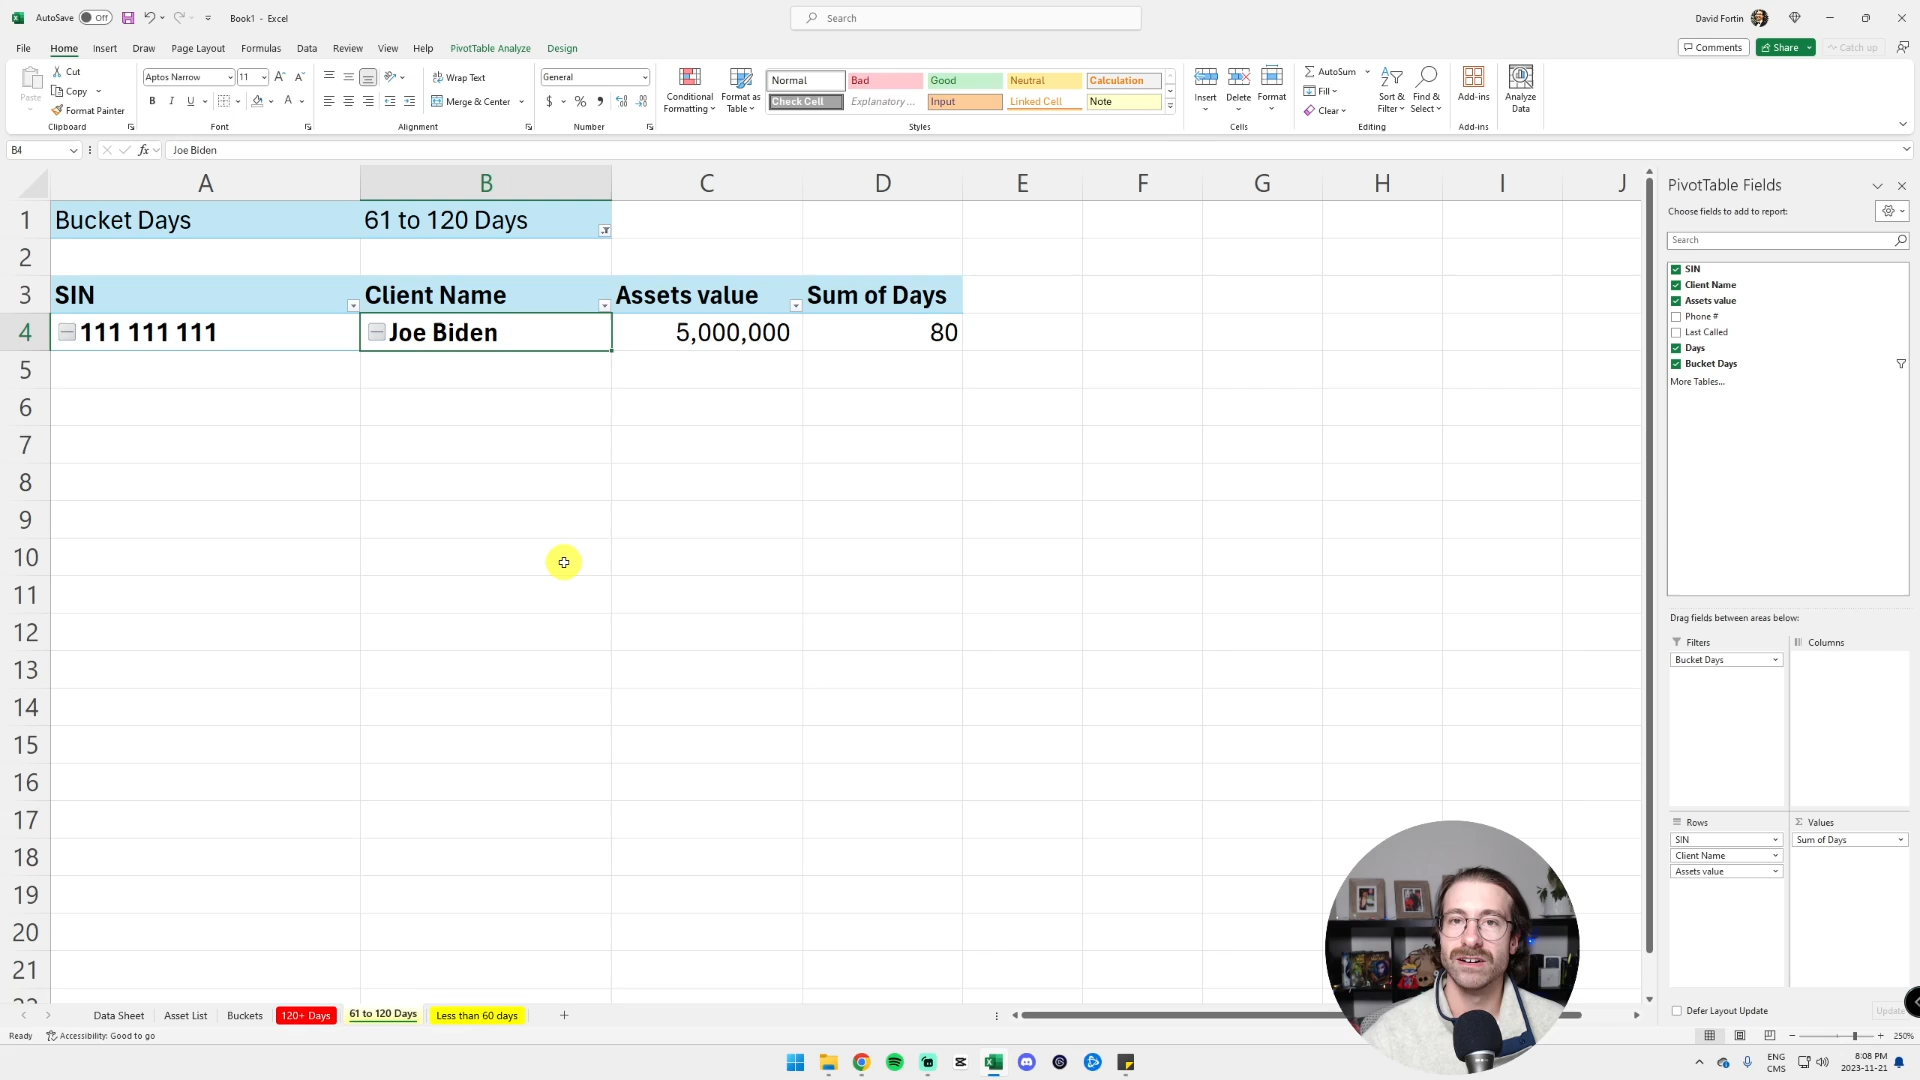 AutoSave Off Book1 - Excel Search David Fortin
File Home Insert Draw Page Layout Formulas Data Review View Help PivotTable Analyze Design Comments Share Catch up
Paste Cut Copy Format Painter Clipboard
Aptos Narrow 11 B I U Font
Wrap Text Merge & Center Alignment
General $ % Number
Conditional Formatting Format as Table
Normal Bad Good Neutral Calculation
Check Cell Explanatory ... Input Linked Cell Note
Styles
Insert Delete Format Cells
AutoSum Fill Clear Sort & Filter Find & Select Editing
Add-ins Add-ins
Analyze Data
B4 fx Joe Biden
A B C D E F G H I J
1 Bucket Days 61 to 120 Days
2
3 SIN Client Name Assets value Sum of Days
4 111 111 111 Joe Biden 5,000,000 80
5
6
7
8
9
10
11
12
13
14
15
16
17
18
19
20
21
PivotTable Fields
Choose fields to add to report:
Search
SIN
Client Name
Assets value
Phone #
Last Called
Days
Bucket Days
More Tables...
Drag fields between areas below:
Filters Columns
Bucket Days
Rows Σ Values
SIN Sum of Days
Client Name
Assets value
Defer Layout Update Update
Data Sheet Asset List Buckets 120+ Days 61 to 120 Days Less than 60 days
Ready Accessibility: Good to go 250%
ENG
CMS
8:08 PM
2023-11-21